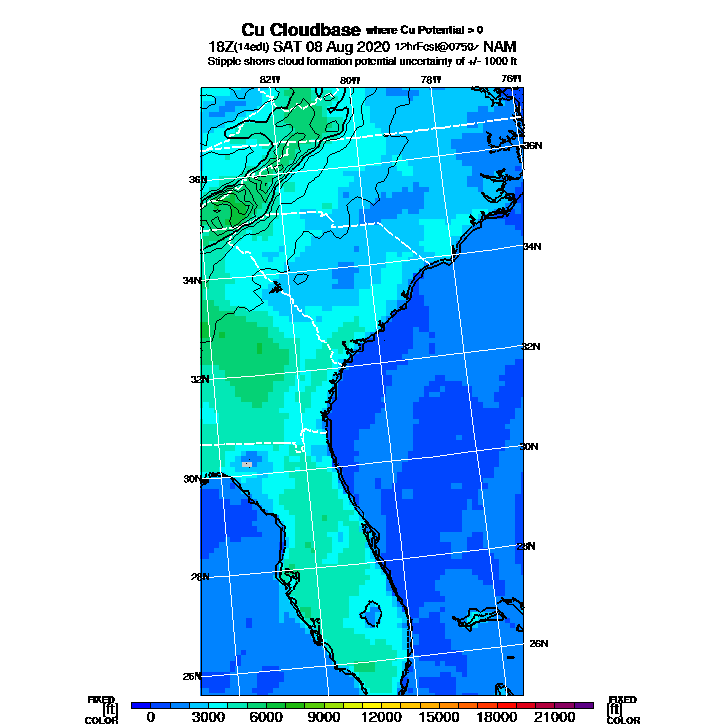 Cu Cloudbase where Cu Potential > 0
18Z(14edt) SAT 08 Aug 2020 12hrFcst@0750z NAM
Stipple shows cloud formation potential uncertainty of +/- 1000 ft
82W 80W 78W 76W
36N
36N
34N
34N
32N
32N
30N
30N
28N
28N
26N
26N
FIXED FIXED
[ft] 0 3000 6000 9000 12000 15000 18000 21000 [ft]
COLOR COLOR